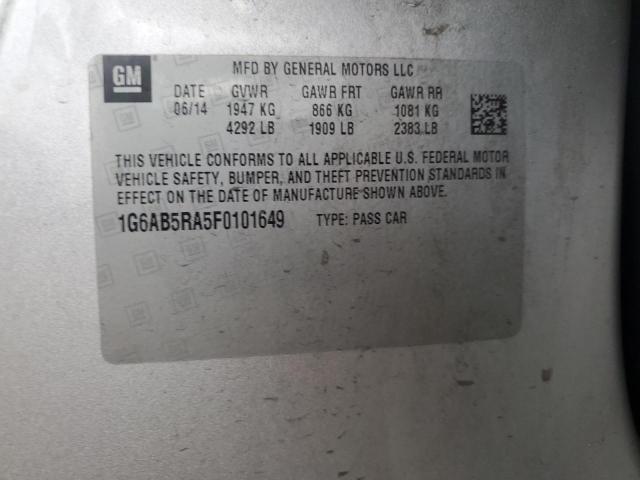 GM
MFD BY GENERAL MOTORS LLC
DATE GVWR GAWR FRT GAWR RR
06/14 1947 KG 866 KG 1081 KG
4292 LB 1909 LB 2383 LB
THIS VEHICLE CONFORMS TO ALL APPLICABLE U.S. FEDERAL MOTOR
VEHICLE SAFETY, BUMPER, AND THEFT PREVENTION STANDARDS IN
EFFECT ON THE DATE OF MANUFACTURE SHOWN ABOVE.
1G6AB5RA5F0101649 TYPE: PASS CAR